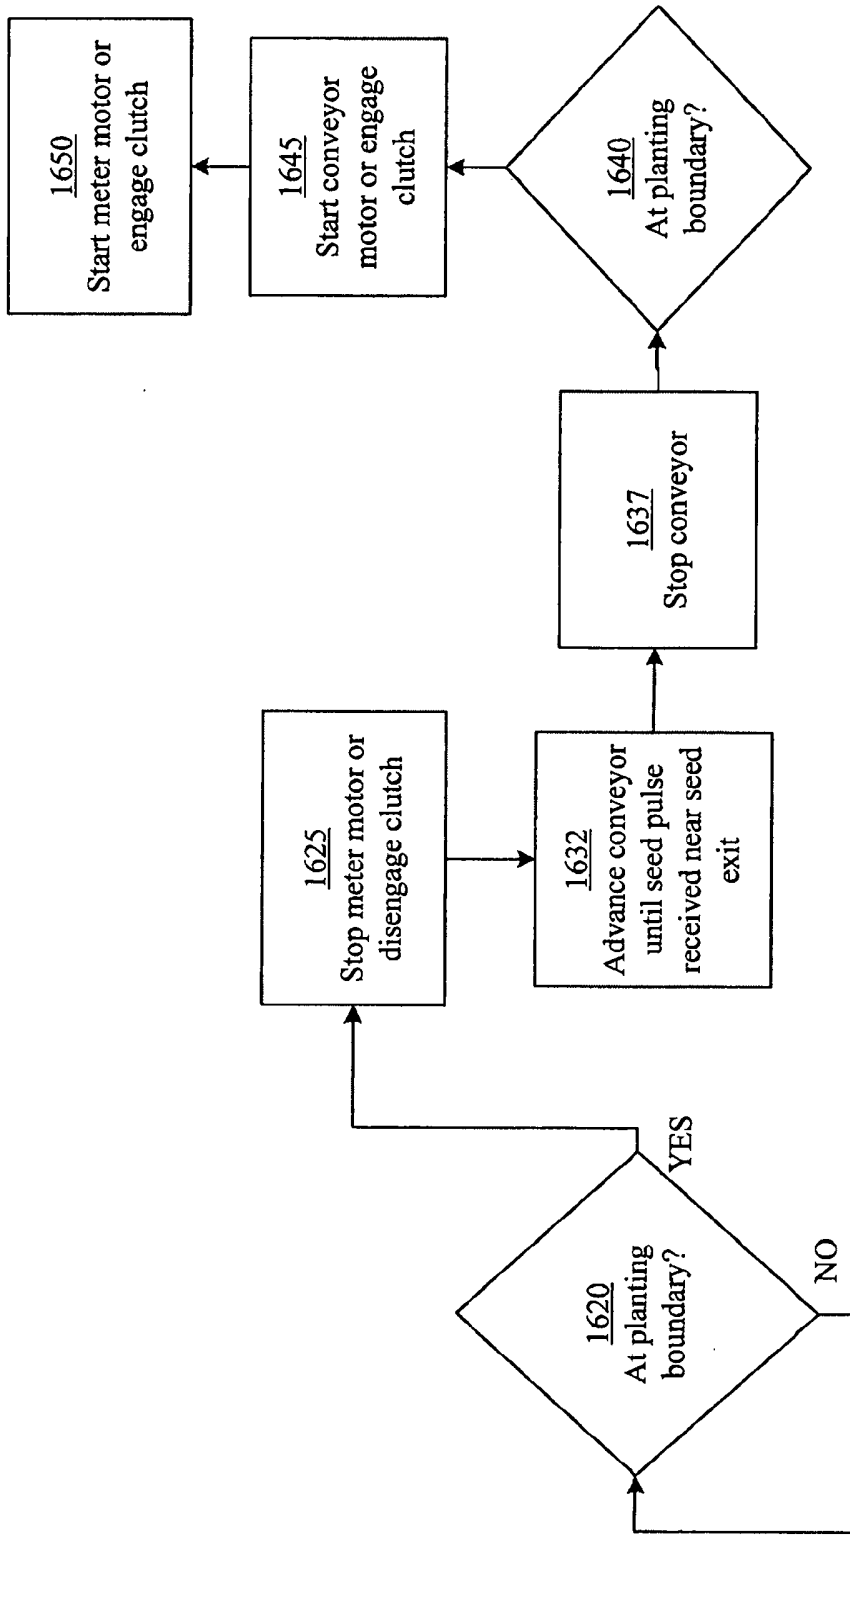 1620
At planting
boundary?
YES
NO
1625
Stop meter motor or
disengage clutch
1632
Advance conveyor
until seed pulse
received near seed
exit
1637
Stop conveyor
1640
At planting
boundary?
1645
Start conveyor
motor or engage
clutch
1650
Start meter motor or
engage clutch